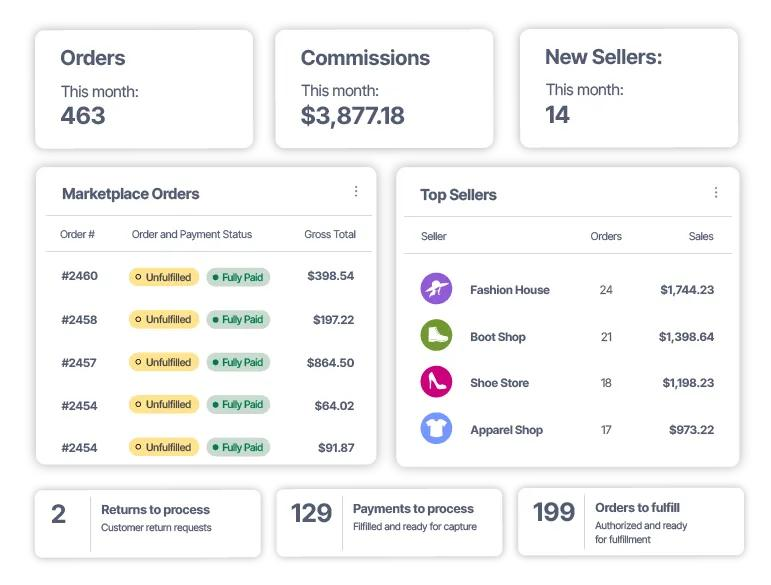 Orders
This month:
463
Commissions
This month:
$3,877.18
New Sellers:
This month:
14
Marketplace Orders
Order # Order and Payment Status Gross Total
#2460 Unfulfilled Fully Paid $398.54
#2458 Unfulfilled Fully Paid $197.22
#2457 Unfulfilled Fully Paid $864.50
#2454 Unfulfilled Fully Paid $64.02
#2454 Unfulfilled Fully Paid $91.87
Top Sellers
Seller Orders Sales
Fashion House 24 $1,744.23
Boot Shop 21 $1,398.64
Shoe Store 18 $1,198.23
Apparel Shop 17 $973.22
2
Returns to process
Customer return requests
129
Payments to process
Filfilled and ready for capture
199
Orders to fulfill
Authorized and ready
for fulfillment